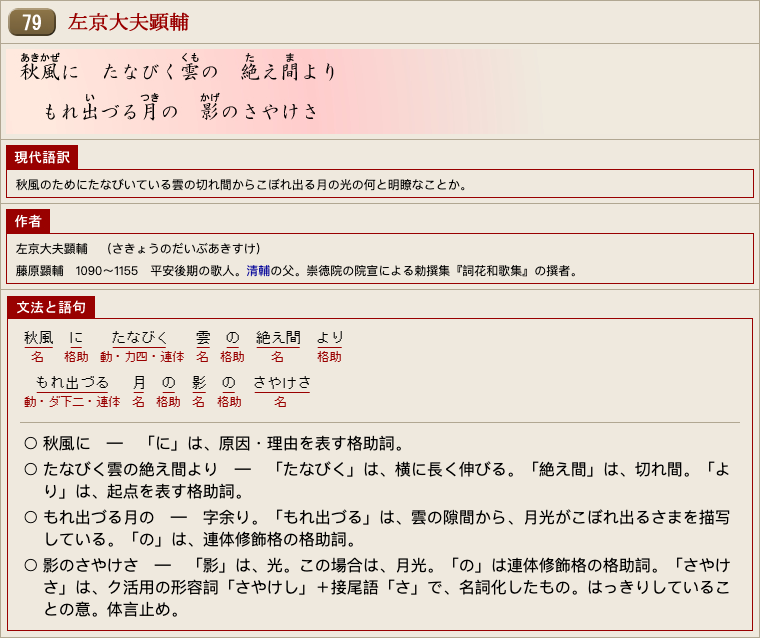 79 左京大夫顕輔
あきかぜ くも た ま
秋風に たなびく雲の 絶え間より
い つき かげ
もれ出づる月の 影のさやけさ
現代語訳
秋風のためにたなびいている雲の切れ間からこぼれ出る月の光の何と明瞭なことか。
作者
左京大夫顕輔 （さきょうのだいぶあきすけ）
藤原顕輔 1090～1155 平安後期の歌人。清輔の父。崇徳院の院宣による勅撰集『詞花和歌集』の撰者。
文法と語句
秋風 に たなびく 雲 の 絶え間 より
名 格助 動・カ四・連体 名 格助 名 格助
もれ出づる 月 の 影 の さやけさ
動・ダ下二・連体 名 格助 名 格助 名
○ 秋風に ― 「に」は、原因・理由を表す格助詞。
○ たなびく雲の絶え間より ― 「たなびく」は、横に長く伸びる。「絶え間」は、切れ間。「よ
り」は、起点を表す格助詞。
○ もれ出づる月の ― 字余り。「もれ出づる」は、雲の隙間から、月光がこぼれ出るさまを描写
している。「の」は、連体修飾格の格助詞。
○ 影のさやけさ ― 「影」は、光。この場合は、月光。「の」は連体修飾格の格助詞。「さやけ
さ」は、ク活用の形容詞「さやけし」＋接尾語「さ」で、名詞化したもの。はっきりしているこ
との意。体言止め。